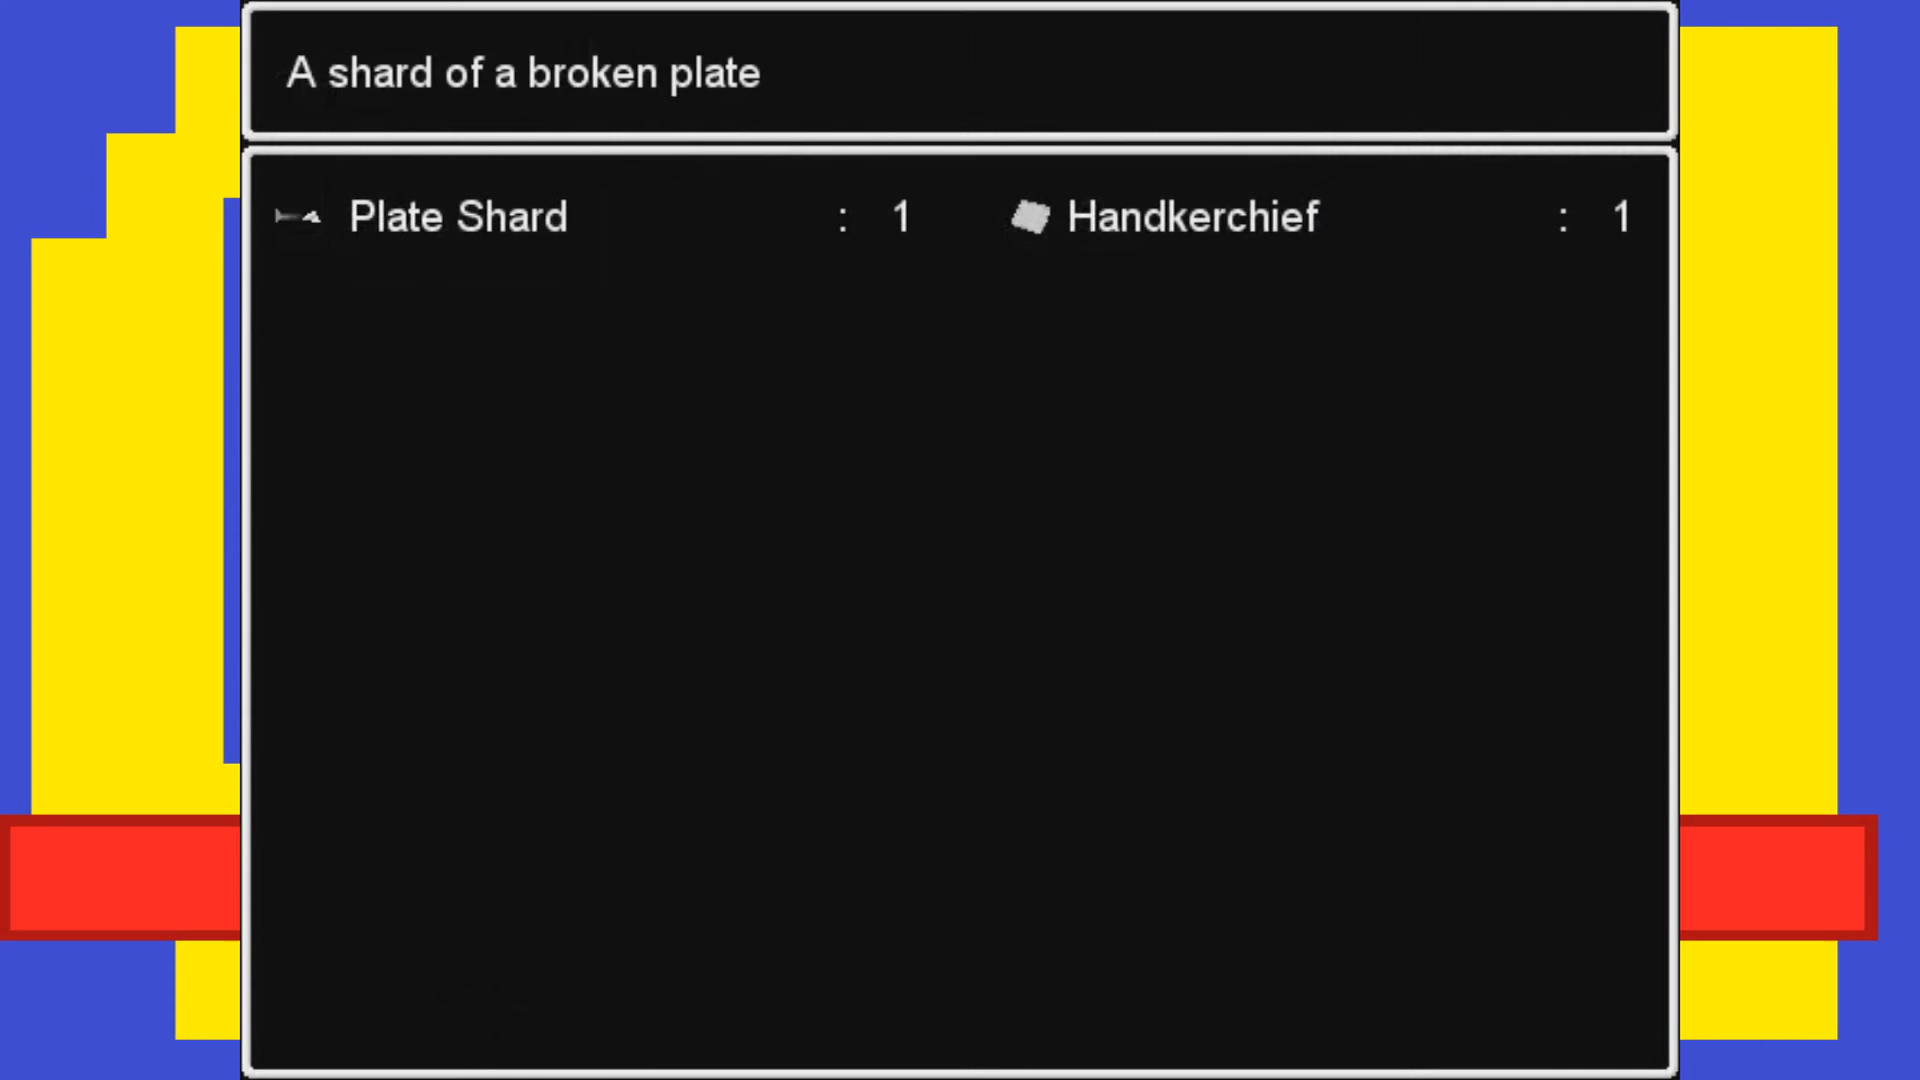 A shard of a broken plate
Plate Shard : 1 Handkerchief : 1